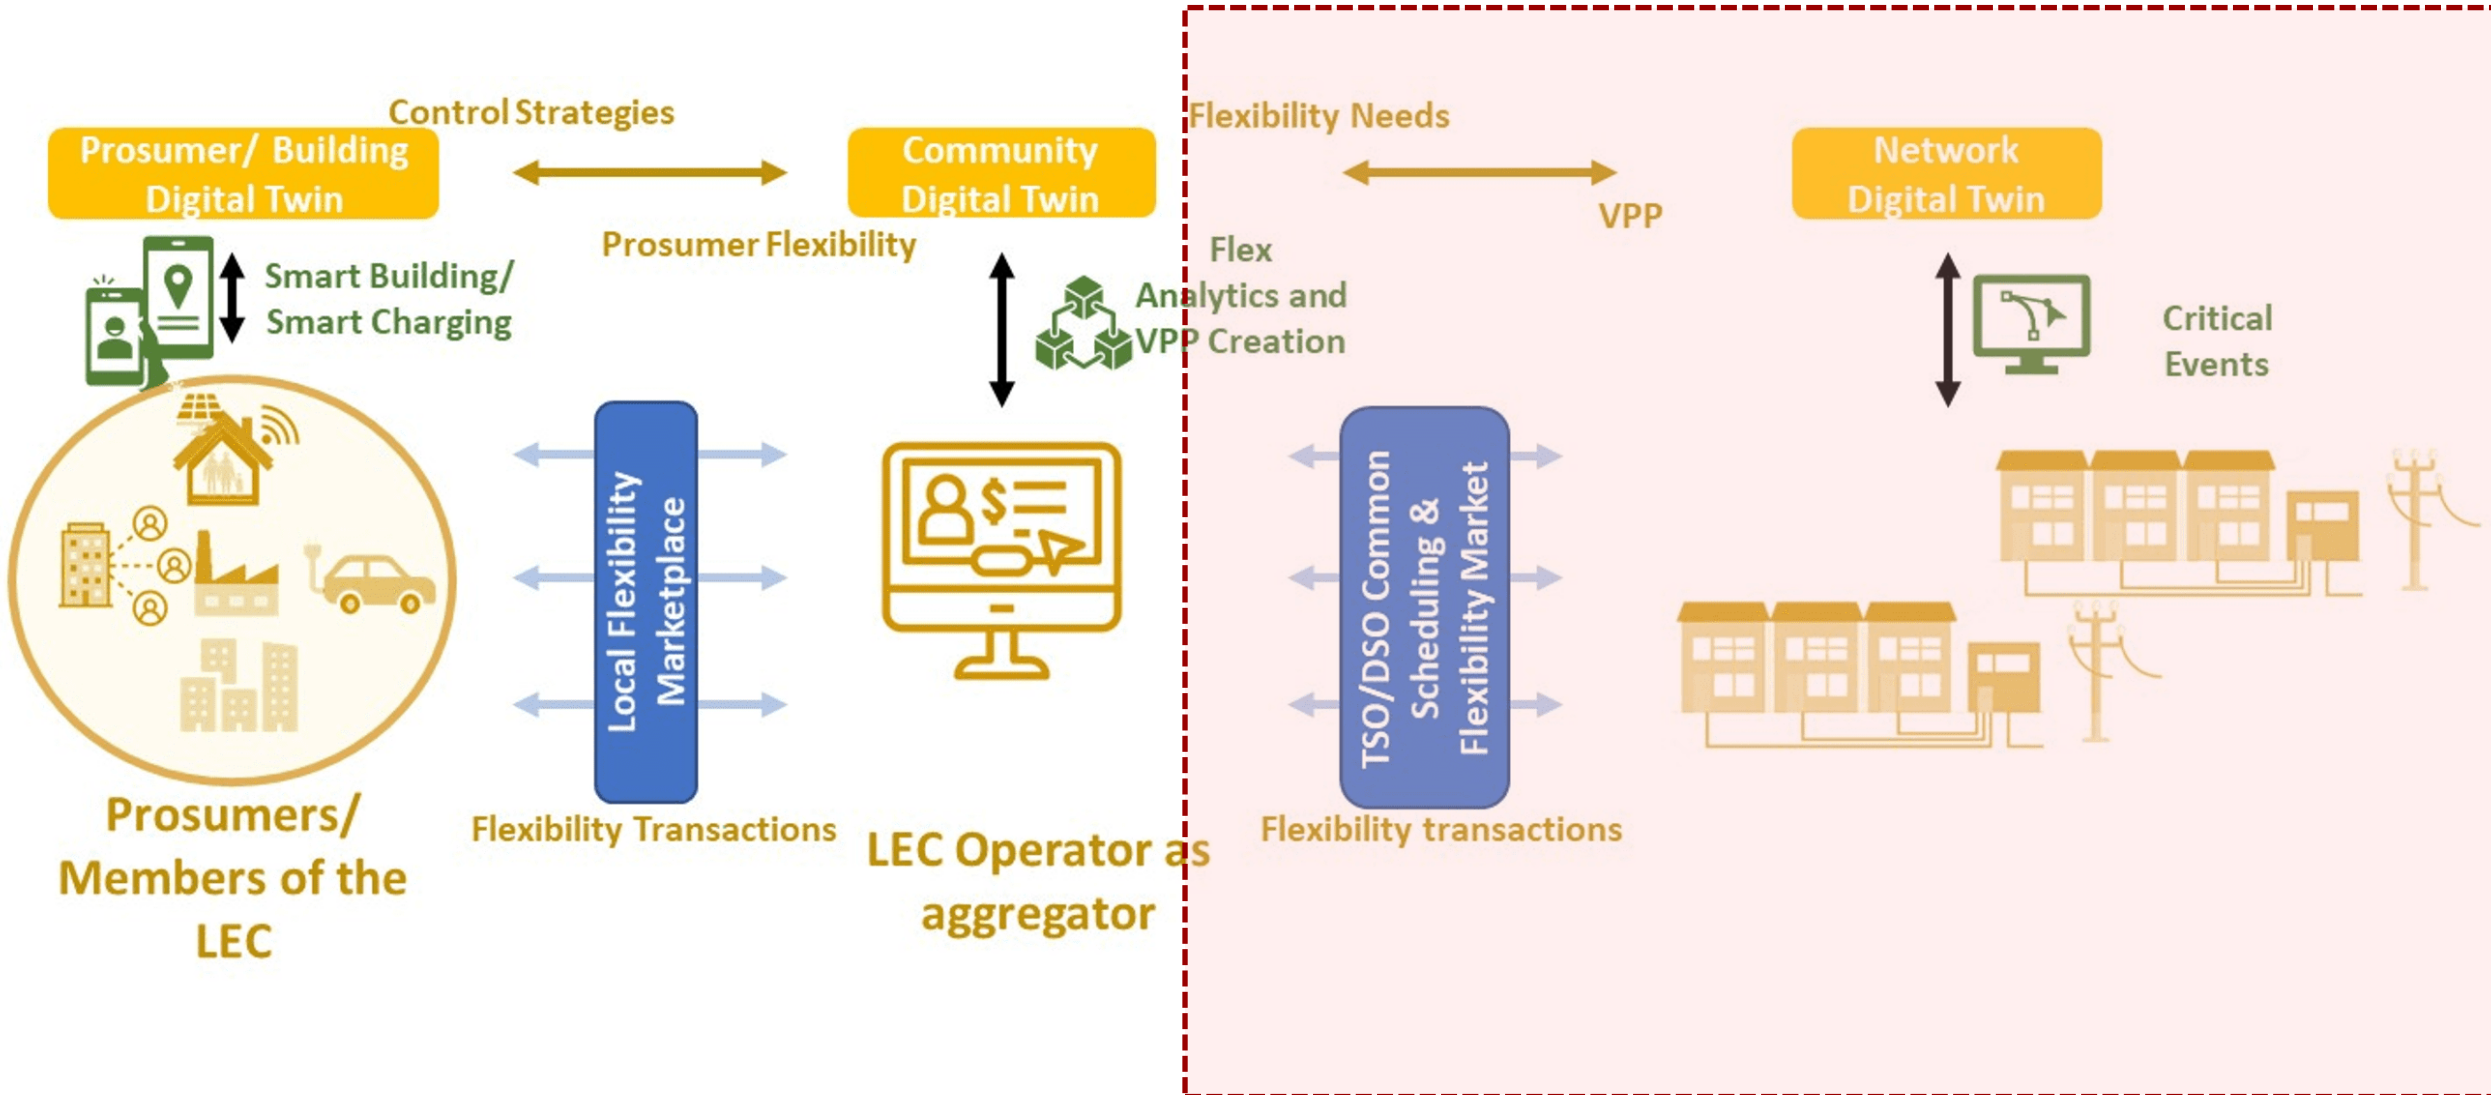 Control Strategies
Flexibility Needs
Prosumer/ Building
Digital Twin
Community
Digital Twin
Network
Digital Twin
VPP
Prosumer Flexibility
Smart Building/
Smart Charging
Flex
Analytics and
VPP Creation
Critical
Events
$
Local Flexibility
Marketplace
TSO/DSO Common
Scheduling &
Flexibility Market
Prosumers/
Members of the
LEC
Flexibility Transactions
LEC Operator as
aggregator
Flexibility transactions